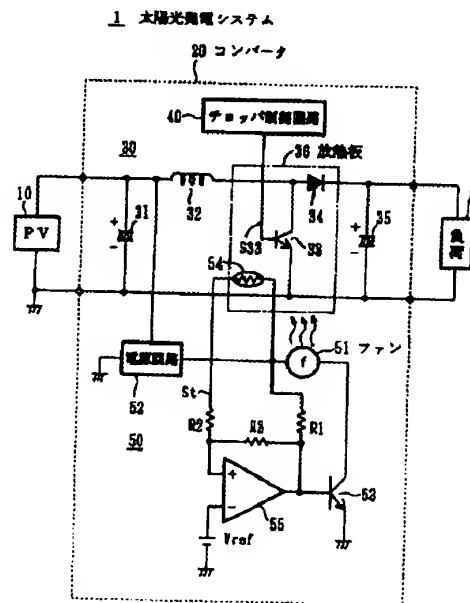 1 太陽光発電システム
20 コンバータ
チョッパ制御回路
40
30
36 放熱板
10
PV
31
32
34
S33
33
35
負荷
54
51 ファン
f
電源回路
52
St
50
R2
R3
R1
53
55
Vref